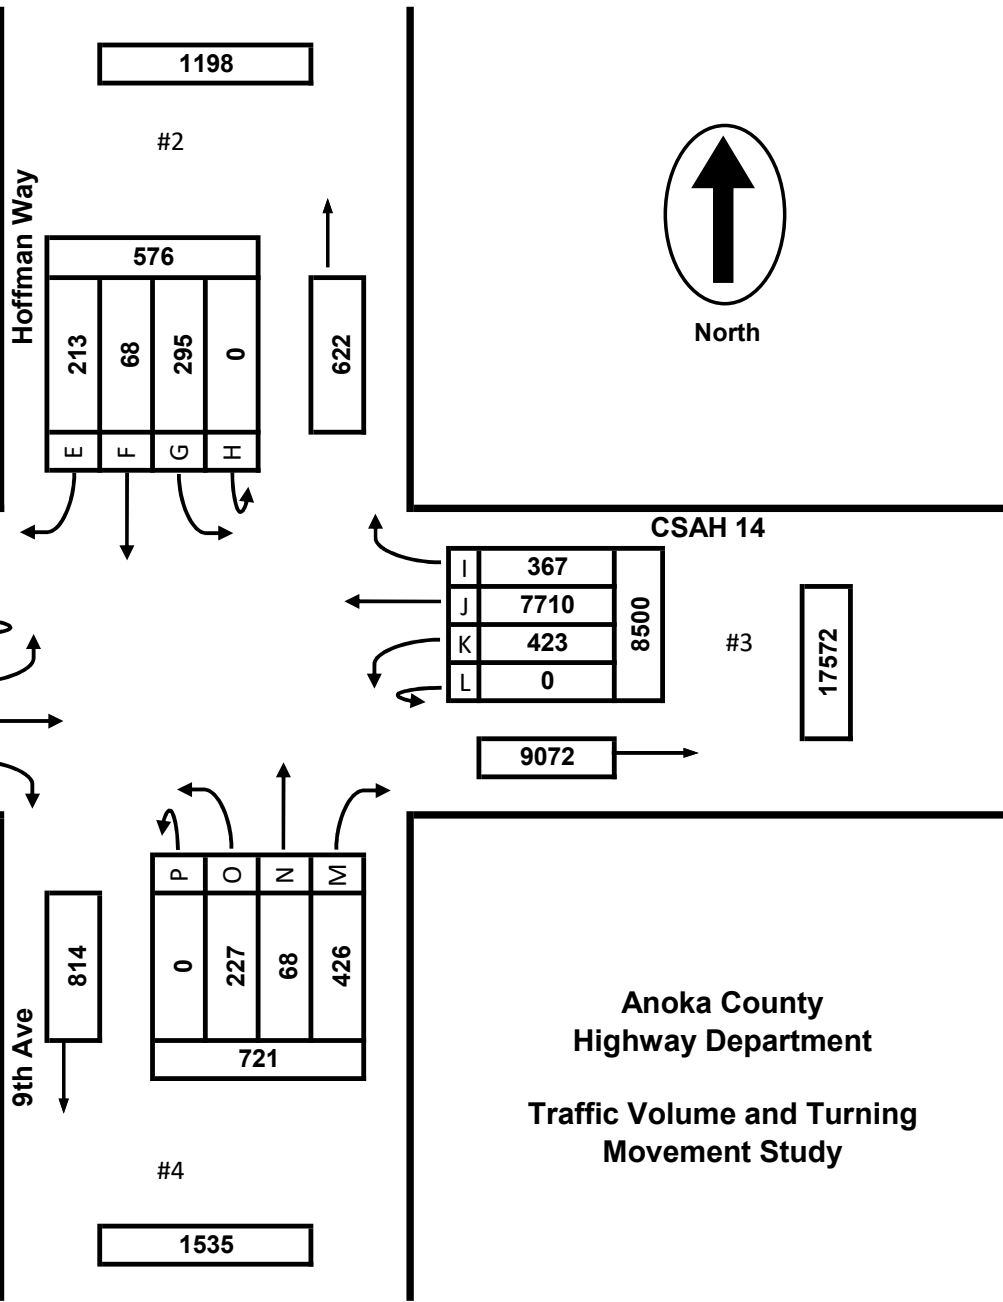 1198
#2
Hoffman Way
576
213
68
295
0
622
E
F
G
H
North
CSAH 14
I 367
J 7710
K 423
L 0
8500
#3
17572
9072
P
O
N
M
0
227
68
426
721
814
9th Ave
#4
1535
Anoka County
Highway Department
Traffic Volume and Turning
Movement Study